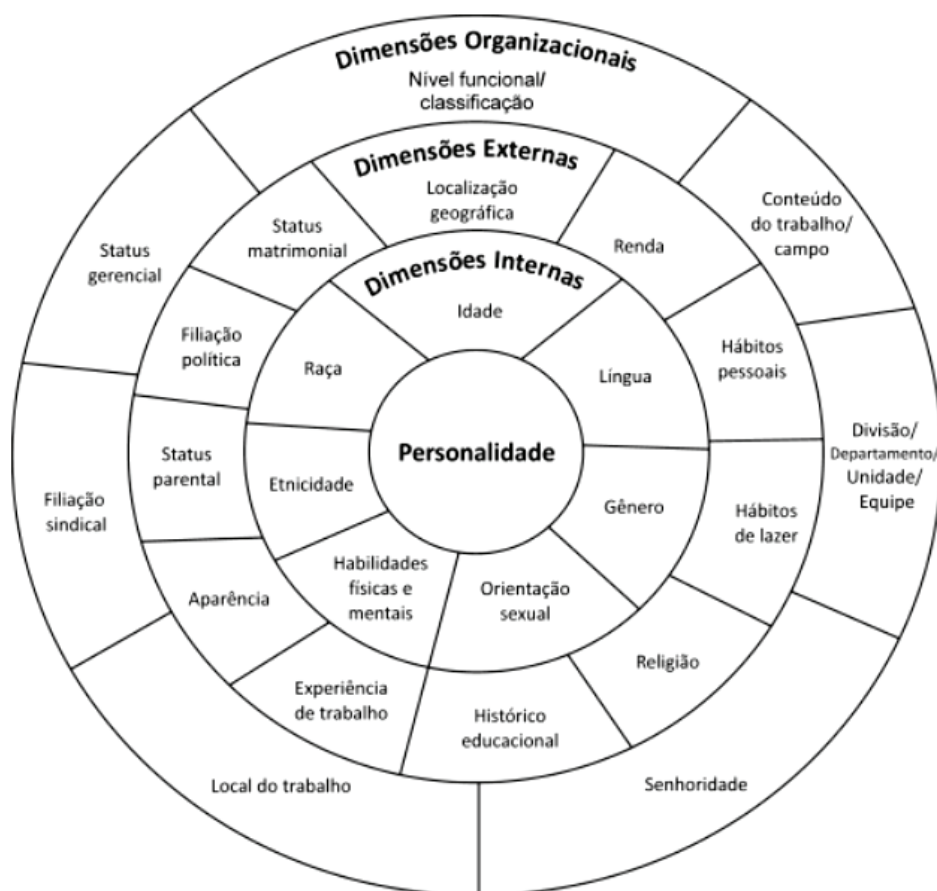 Dimensões Organizacionais
Nível funcional/
classificação
Conteúdo
do trabalho/
campo
Divisão/
Departamento/
Unidade/
Equipe
Senhoridade
Local do trabalho
Filiação
sindical
Status
gerencial
Dimensões Externas
Localização
geográfica
Renda
Hábitos
pessoais
Hábitos
de lazer
Religião
Histórico
educacional
Experiência
de trabalho
Aparência
Status
parental
Filiação
política
Status
matrimonial
Dimensões Internas
Idade
Língua
Gênero
Orientação
sexual
Habilidades
físicas e
mentais
Etnicidade
Raça
Personalidade